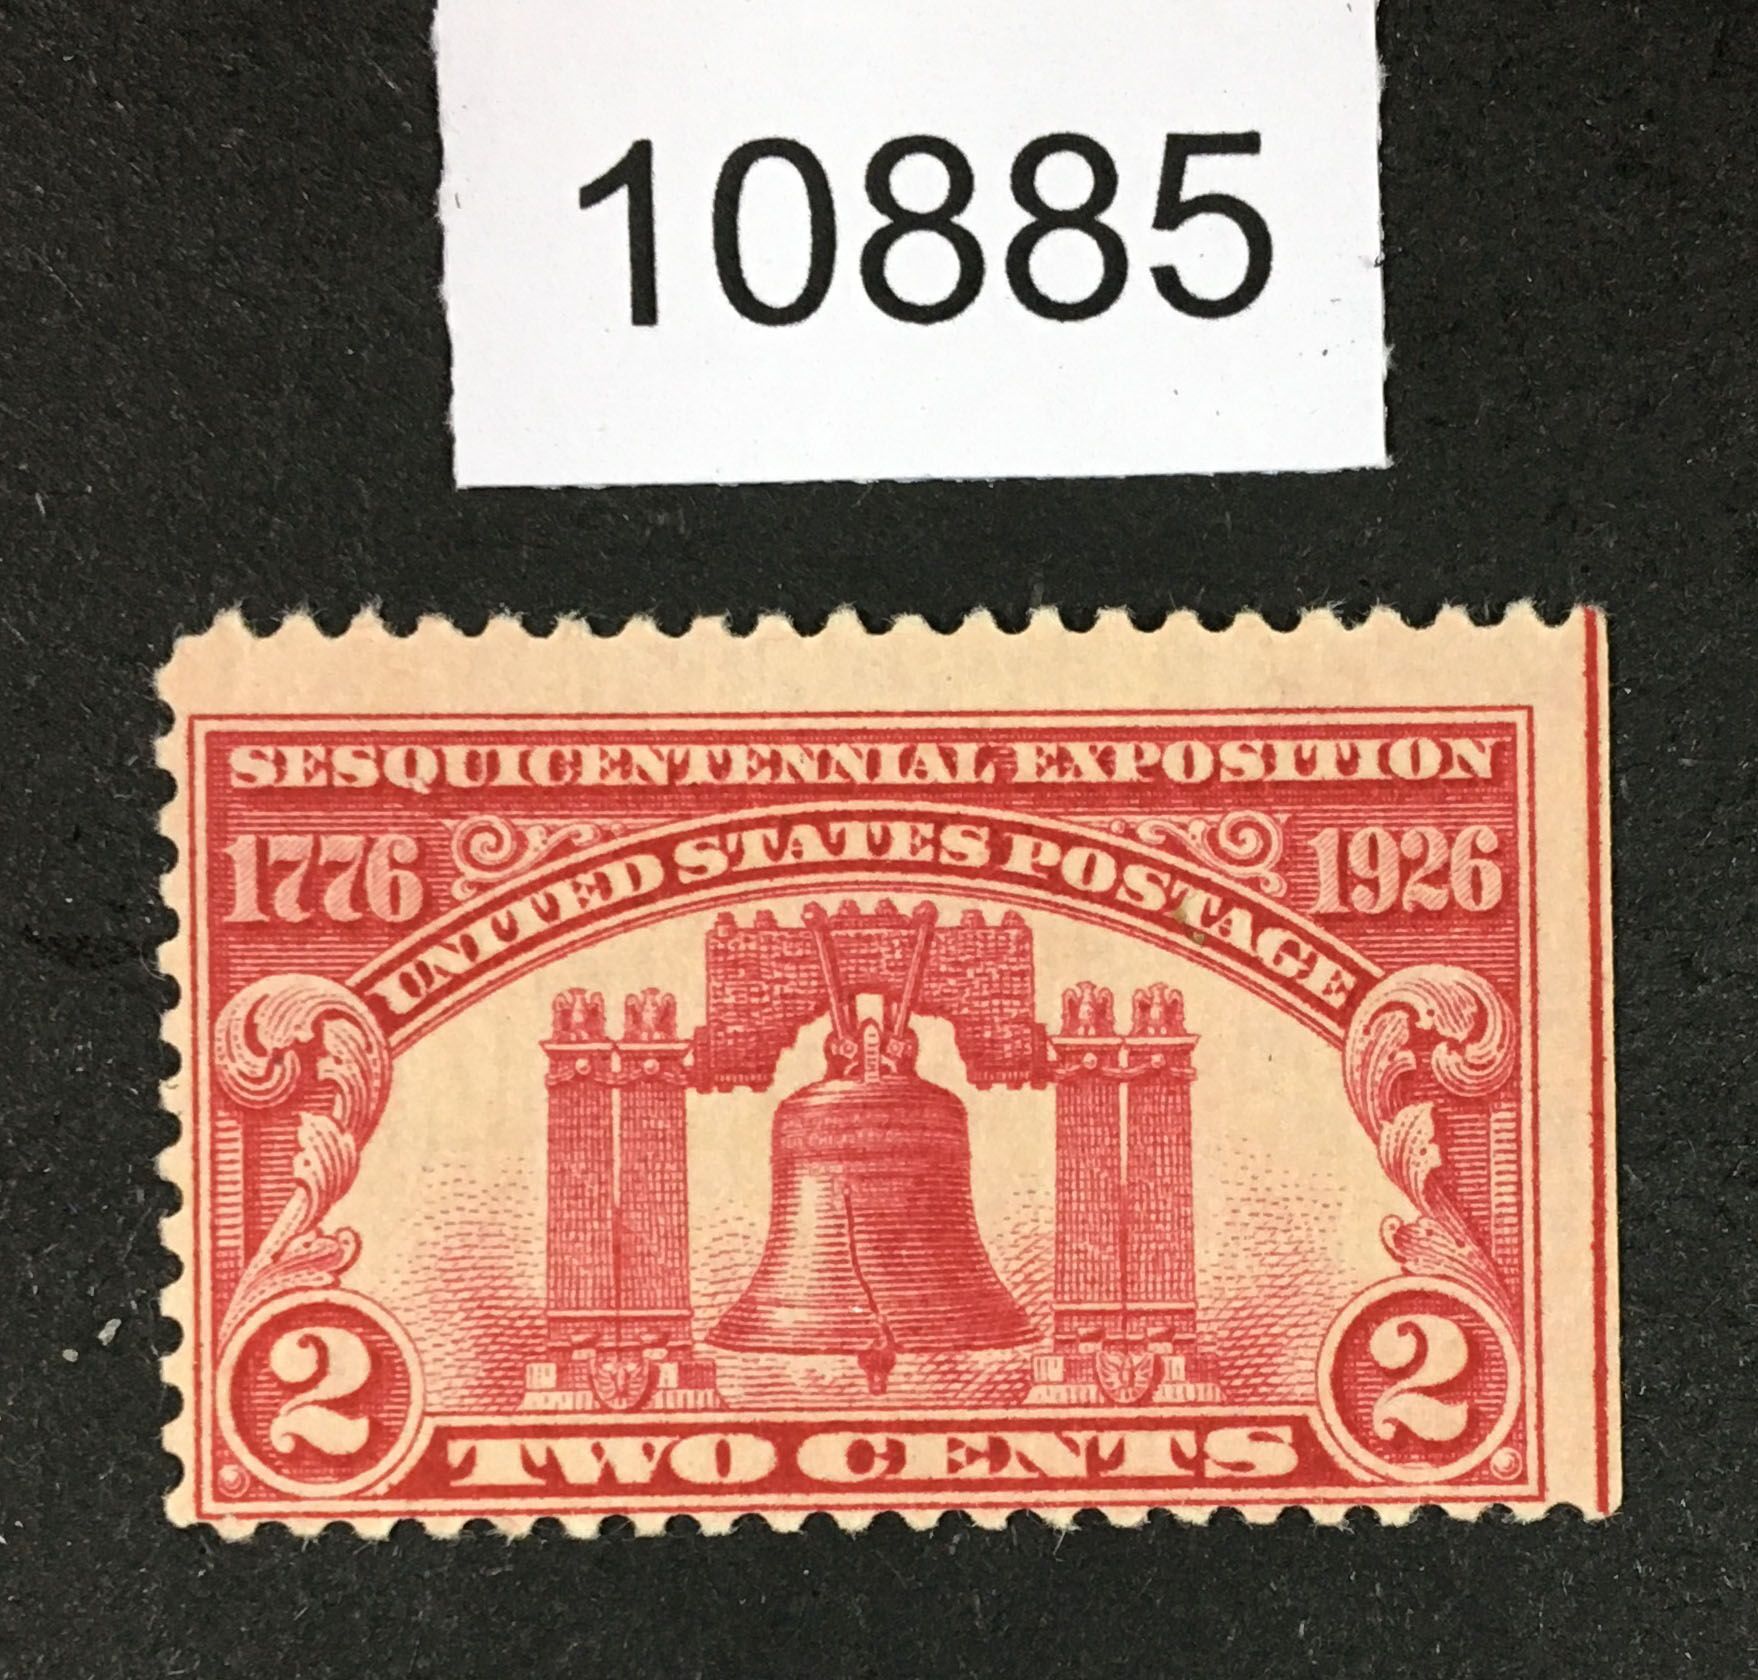 10885
SESQUICENTENNIAL EXPOSITION
1776 1926
UNITED STATES POSTAGE
2 2
TWO CENTS